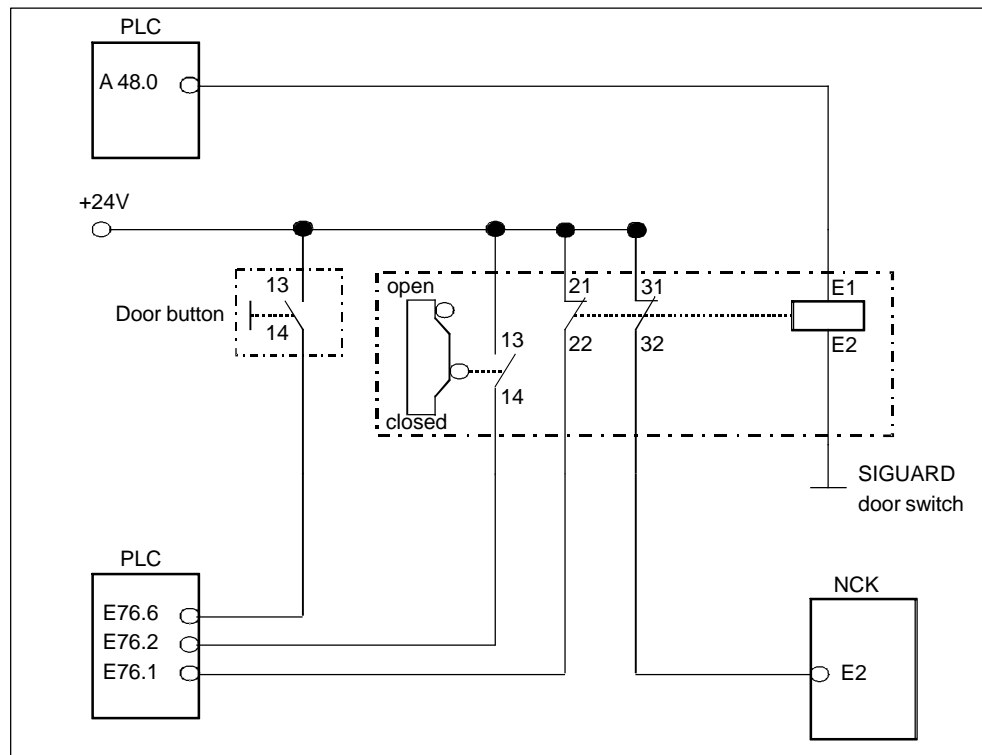 PLC
A 48.0
+24V
13
Door button
14
open
13
14
closed
21
22
31
32
E1
E2
SIGUARD
door switch
PLC
E76.6
E76.2
E76.1
NCK
E2